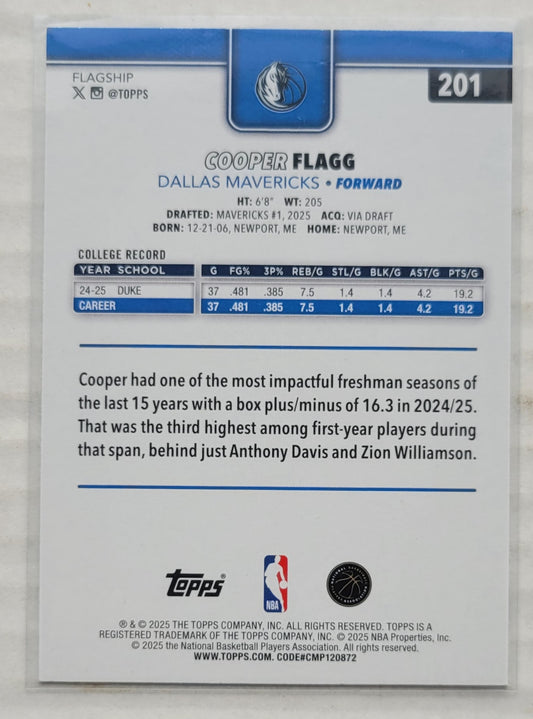 FLAGSHIP
X @TOPPS
201
COOPER FLAGG
DALLAS MAVERICKS • FORWARD
HT: 6'8" WT: 205
DRAFTED: MAVERICKS #1, 2025 ACQ: VIA DRAFT
BORN: 12-21-06, NEWPORT, ME HOME: NEWPORT, ME
COLLEGE RECORD
YEAR SCHOOL G FG% 3P% REB/G STL/G BLK/G AST/G PTS/G
24-25 DUKE 37 .481 .385 7.5 1.4 1.4 4.2 19.2
CAREER 37 .481 .385 7.5 1.4 1.4 4.2 19.2
Cooper had one of the most impactful freshman seasons of
the last 15 years with a box plus/minus of 16.3 in 2024/25.
That was the third highest among first-year players during
that span, behind just Anthony Davis and Zion Williamson.
Topps®
NBA
® & © 2025 THE TOPPS COMPANY, INC. ALL RIGHTS RESERVED. TOPPS IS A
REGISTERED TRADEMARK OF THE TOPPS COMPANY, INC. © 2025 NBA Properties, Inc.
© 2025 the National Basketball Players Association. All rights reserved.
WWW.TOPPS.COM. CODE#CMP120872